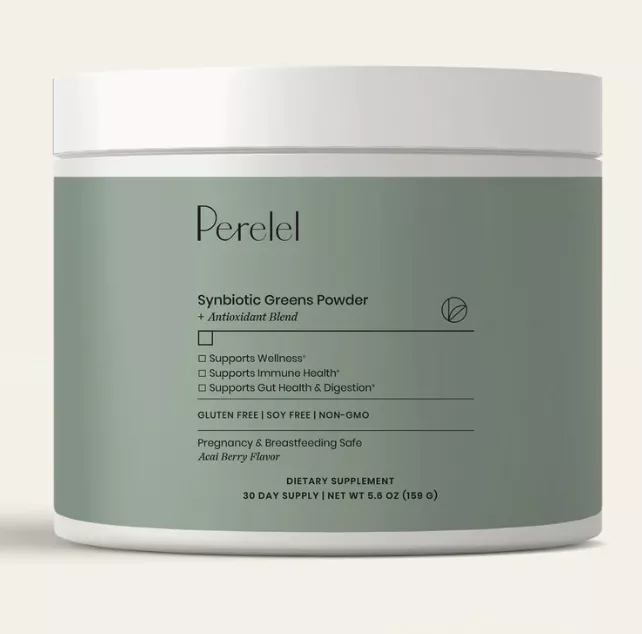 Perelel
Synbiotic Greens Powder
+ Antioxidant Blend
☐ Supports Wellness*
☐ Supports Immune Health*
☐ Supports Gut Health & Digestion*
GLUTEN FREE | SOY FREE | NON-GMO
Pregnancy & Breastfeeding Safe
Acai Berry Flavor
DIETARY SUPPLEMENT
30 DAY SUPPLY | NET WT 5.6 OZ (159 G)